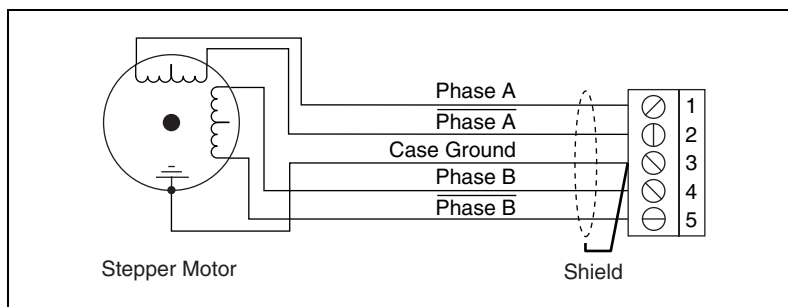 Phase A
1
Phase A
2
Case Ground
3
Phase B
4
Phase B
5
Stepper Motor
Shield